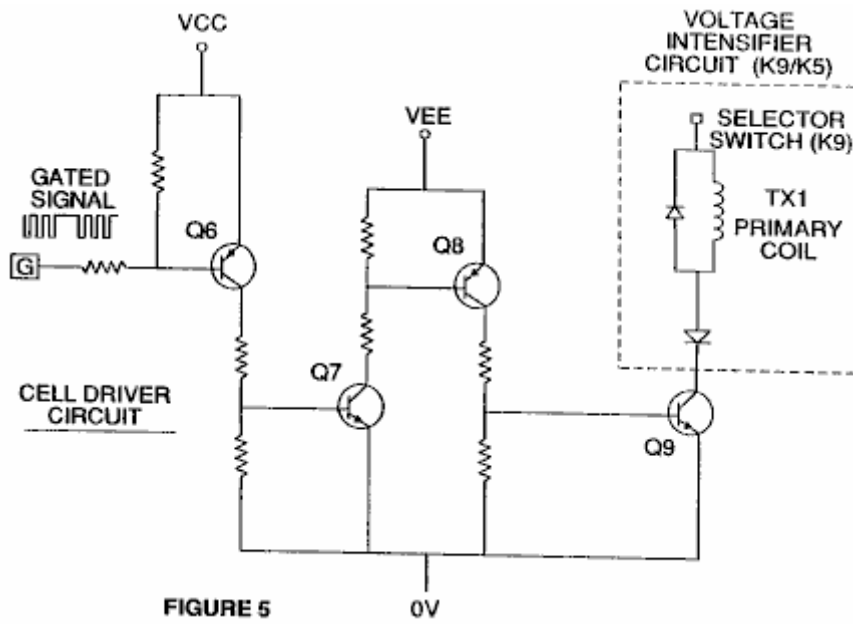 VCC
VOLTAGE
INTENSIFIER
CIRCUIT (K9/K5)
VEE
SELECTOR
SWITCH (K9)
GATED
SIGNAL
TX1
PRIMARY
COIL
Q6
Q8
G
Q7
CELL DRIVER
CIRCUIT
Q9
FIGURE 5
0V